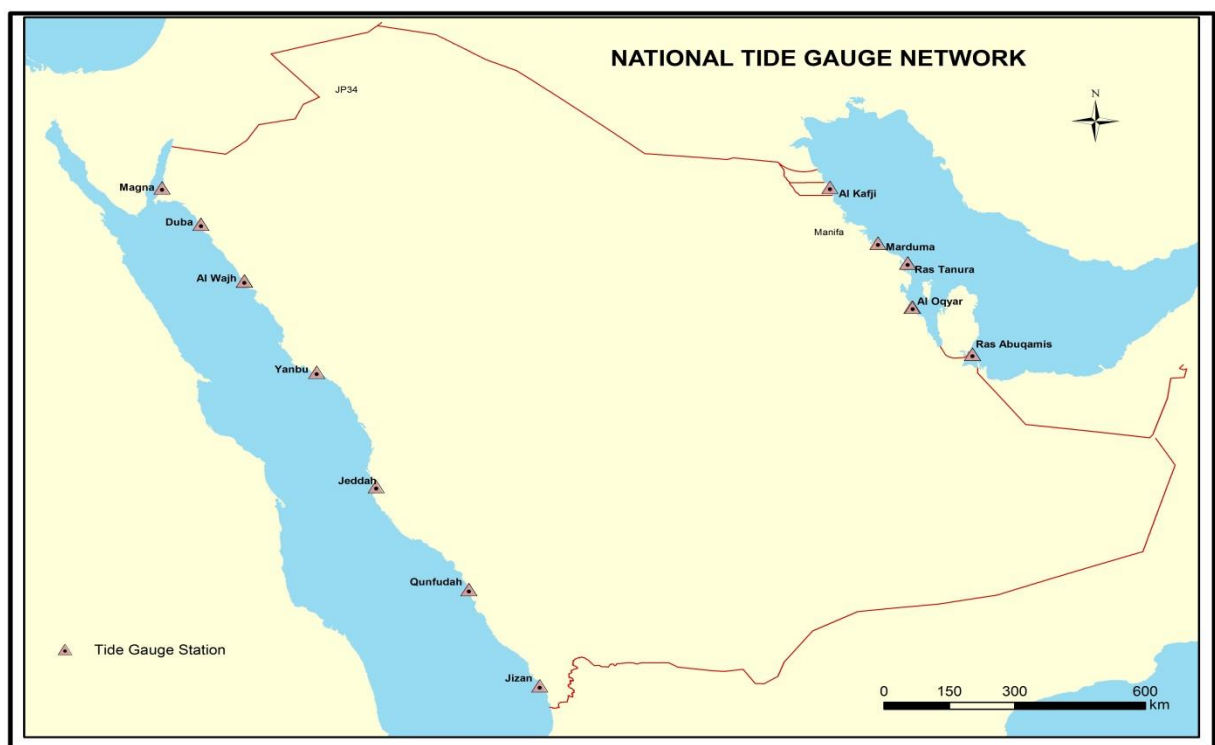 NATIONAL TIDE GAUGE NETWORK
JP34
N
Magna
Al Kafji
Duba
Manifa
Marduma
Ras Tanura
Al Wajh
Al Oqyar
Ras Abuqamis
Yanbu
Jeddah
Qunfudah
Tide Gauge Station
Jizan
0 150 300 600
km